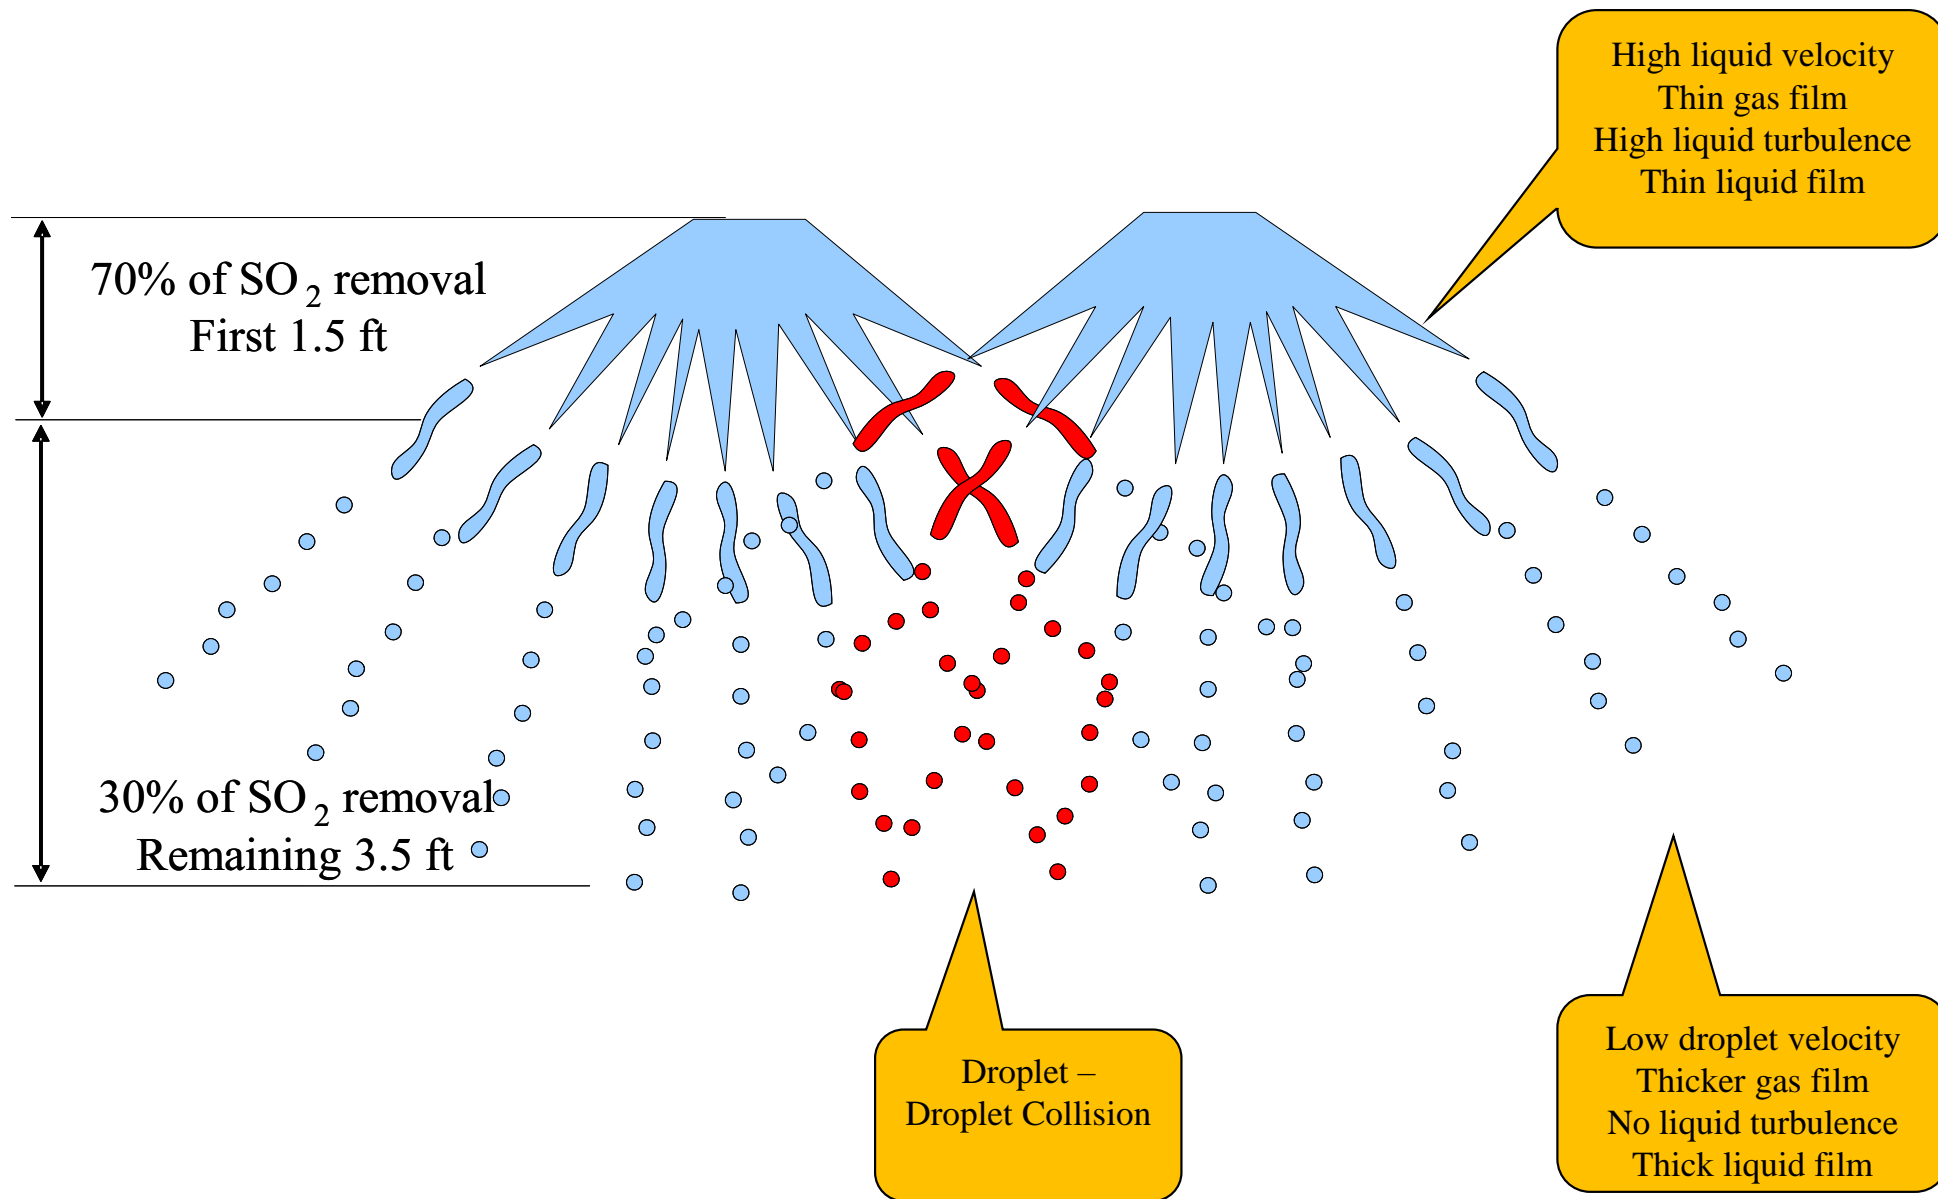 High liquid velocity
Thin gas film
High liquid turbulence
Thin liquid film
70% of SO2 removal
First 1.5 ft
30% of SO2 removal
Remaining 3.5 ft
Droplet –
Droplet Collision
Low droplet velocity
Thicker gas film
No liquid turbulence
Thick liquid film